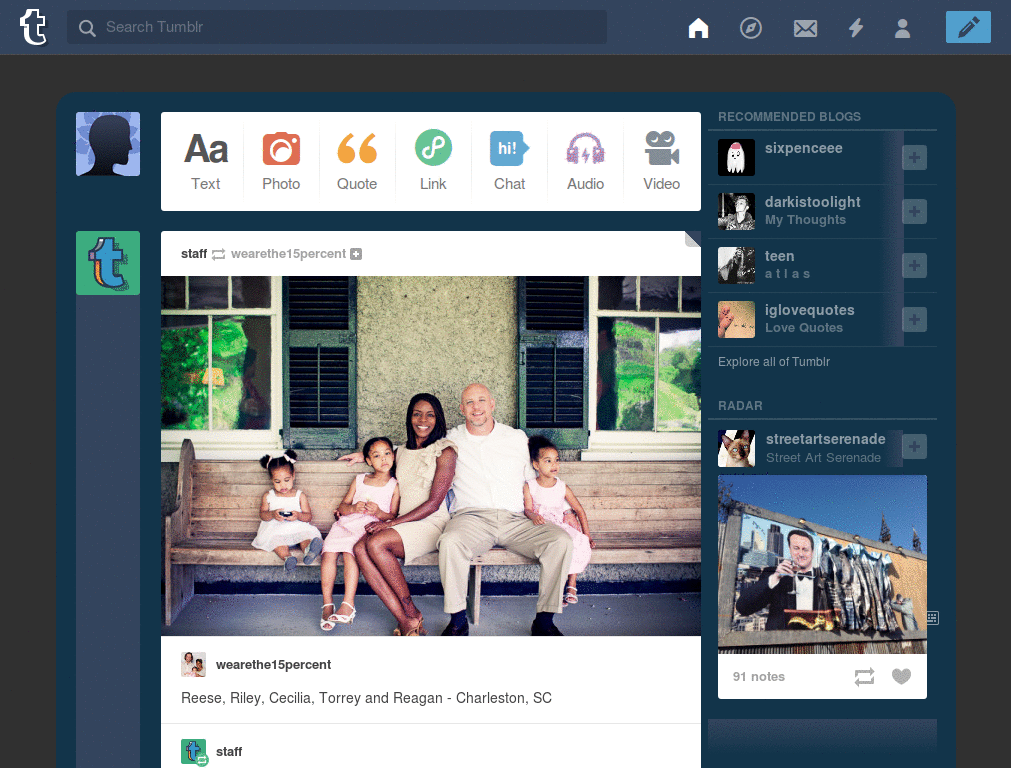 t
Search Tumblr
Aa
hi!
Text
Photo
Quote
Link
Chat
Audio
Video
t
staff wearethe15percent
wearethe15percent
Reese, Riley, Cecilia, Torrey and Reagan - Charleston, SC
t
staff
RECOMMENDED BLOGS
sixpenceee
darkistoolight
My Thoughts
teen
a t l a s
iglovequotes
Love Quotes
Explore all of Tumblr
RADAR
streetartserenade
Street Art Serenade
91 notes